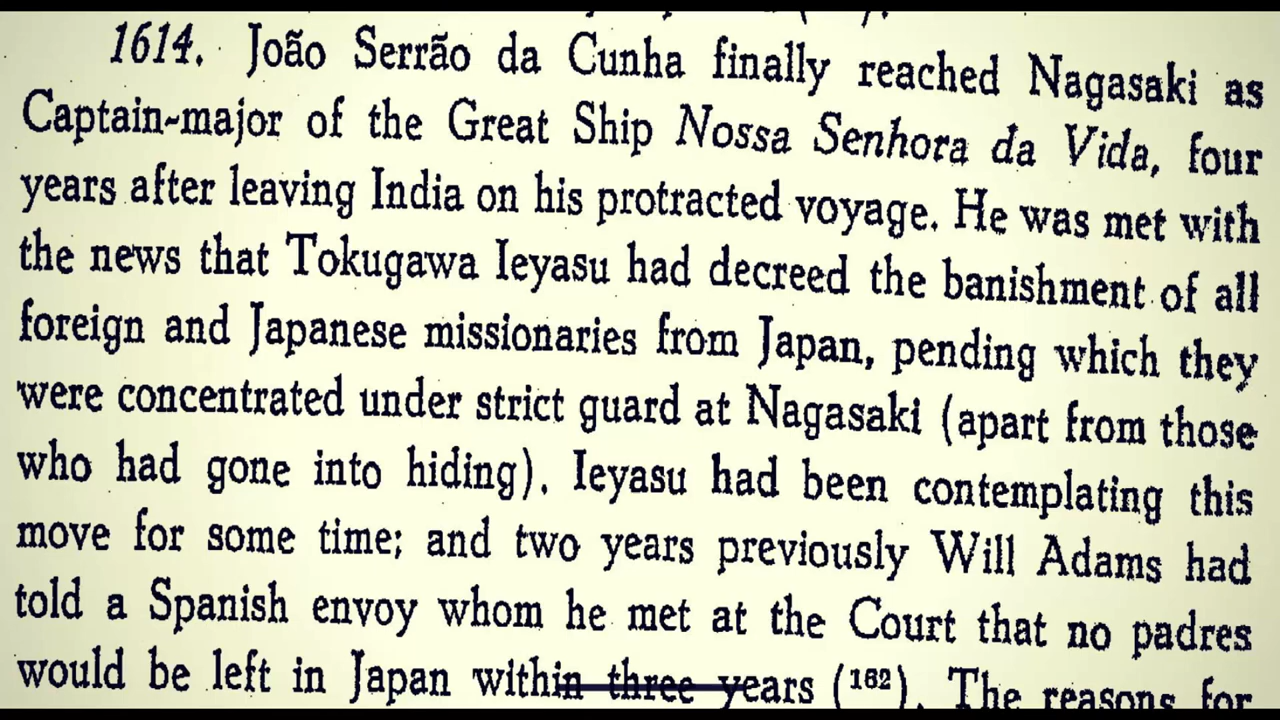 1614. João Serrão da Cunha finally reached Nagasaki as
Captain-major of the Great Ship Nossa Senhora da Vida, four
years after leaving India on his protracted voyage. He was met with
the news that Tokugawa Ieyasu had decreed the banishment of all
foreign and Japanese missionaries from Japan, pending which they
were concentrated under strict guard at Nagasaki (apart from those
who had gone into hiding). Ieyasu had been contemplating this
move for some time; and two years previously Will Adams had
told a Spanish envoy whom he met at the Court that no padres
would be left in Japan within three years (162). The reasons for